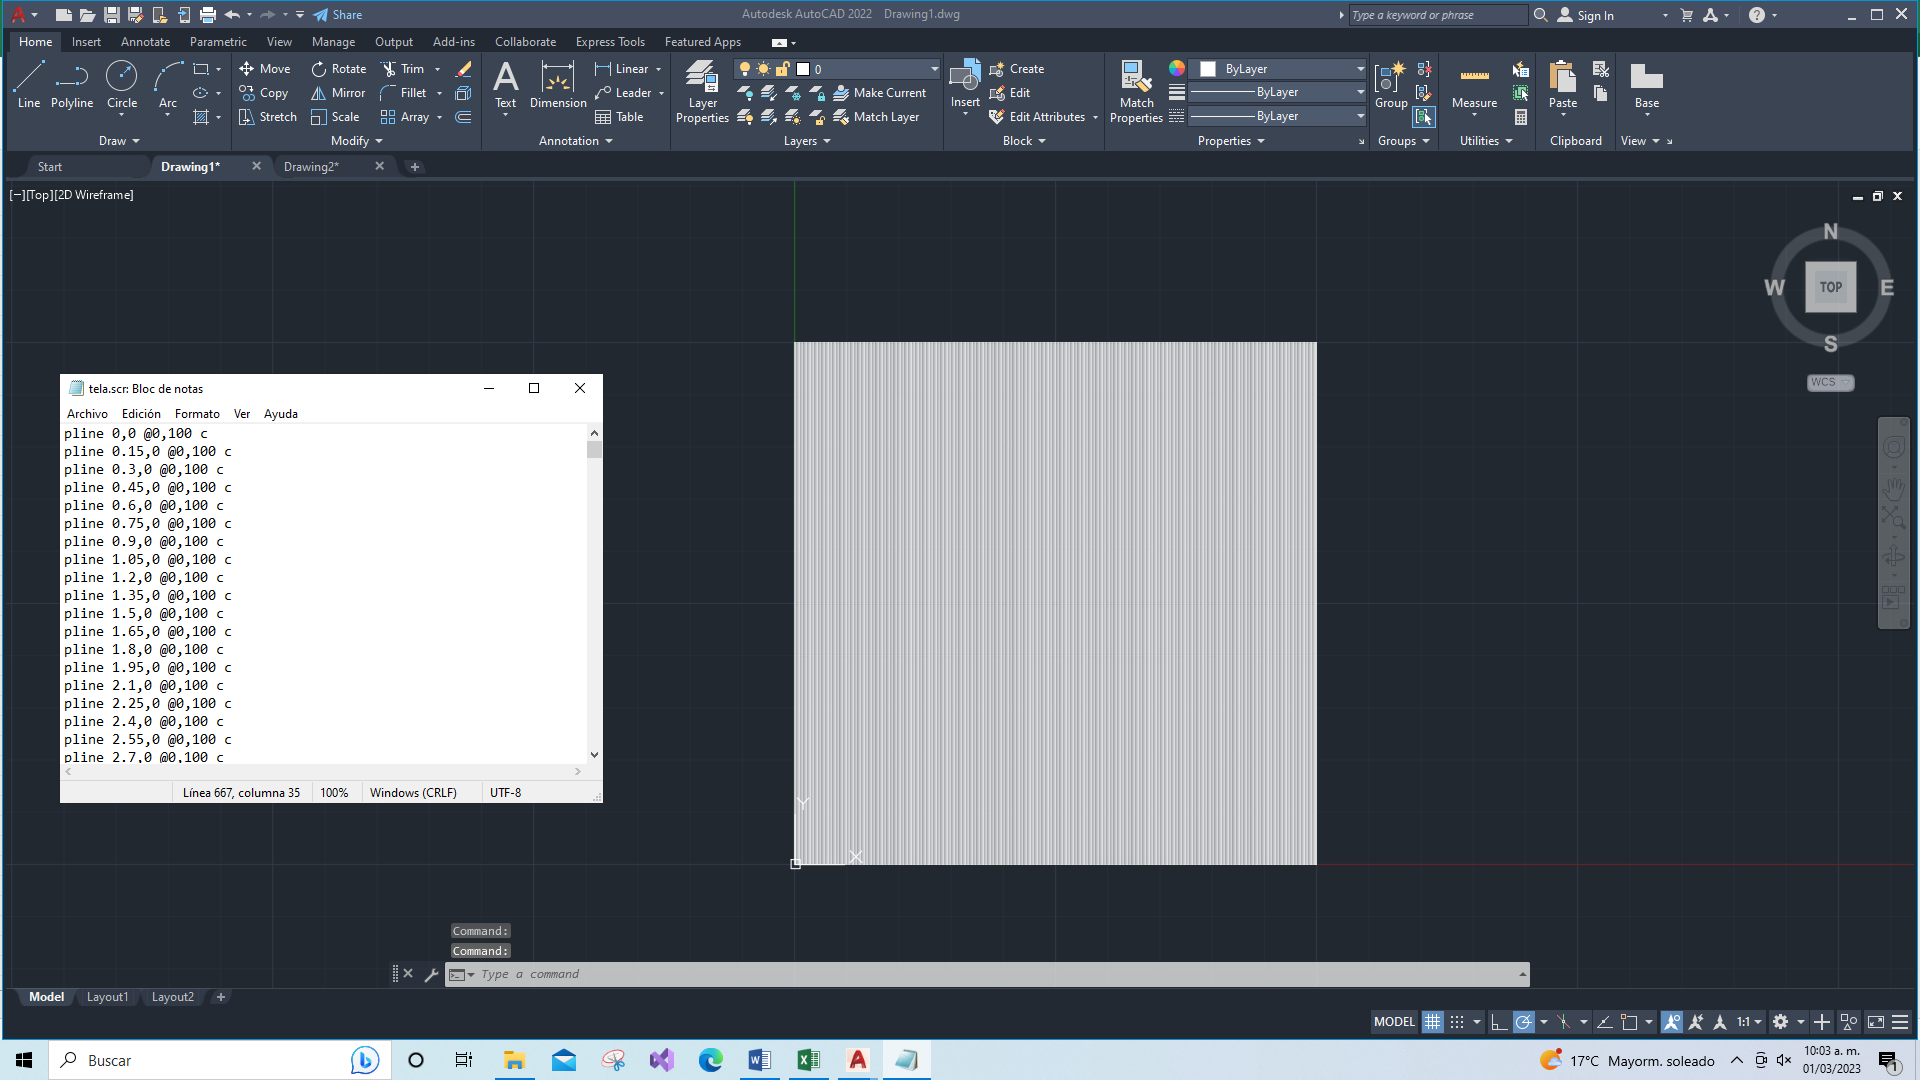 Share
Autodesk AutoCAD 2022 Drawing1.dwg
Type a keyword or phrase
Sign In
Home Insert Annotate Parametric View Manage Output Add-ins Collaborate Express Tools Featured Apps
Line Polyline Circle Arc
Move Rotate Trim
Copy Mirror Fillet
Stretch Scale Array
Text Dimension
Linear
Leader
Table
Layer Properties
0
Make Current
Match Layer
Insert
Create
Edit
Edit Attributes
Match Properties
ByLayer
ByLayer
ByLayer
Group
Measure
Paste
Base
Draw Modify Annotation Layers Block Properties Groups Utilities Clipboard View
Start Drawing1* Drawing2*
[−][Top][2D Wireframe]
N
W TOP E
S
WCS
tela.scr: Bloc de notas
Archivo Edición Formato Ver Ayuda
pline 0,0 @0,100 c
pline 0.15,0 @0,100 c
pline 0.3,0 @0,100 c
pline 0.45,0 @0,100 c
pline 0.6,0 @0,100 c
pline 0.75,0 @0,100 c
pline 0.9,0 @0,100 c
pline 1.05,0 @0,100 c
pline 1.2,0 @0,100 c
pline 1.35,0 @0,100 c
pline 1.5,0 @0,100 c
pline 1.65,0 @0,100 c
pline 1.8,0 @0,100 c
pline 1.95,0 @0,100 c
pline 2.1,0 @0,100 c
pline 2.25,0 @0,100 c
pline 2.4,0 @0,100 c
pline 2.55,0 @0,100 c
pline 2.7,0 @0,100 c
Línea 667, columna 35 100% Windows (CRLF) UTF-8
Y
X
Command:
Command:
Type a command
Model Layout1 Layout2
MODEL 1:1
Buscar
17°C Mayorm. soleado
10:03 a. m.
01/03/2023
1